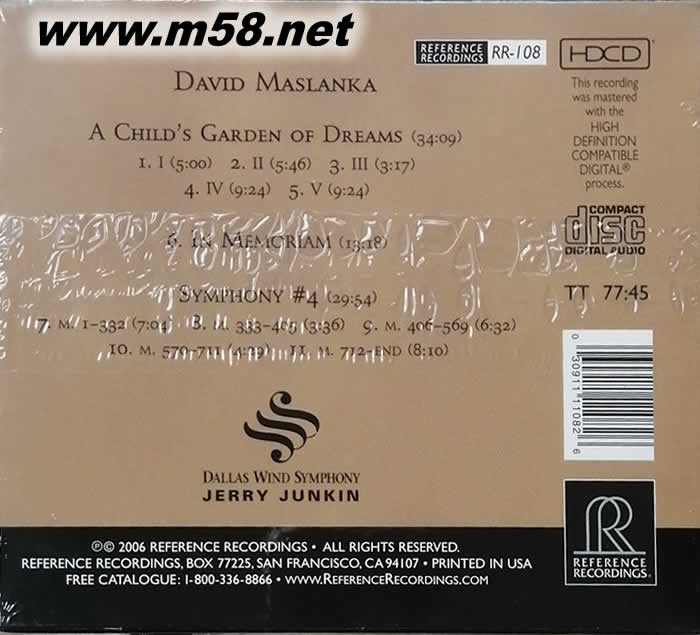 www.m58.net
REFERENCE RECORDINGS RR-108
HDCD
This recording
was mastered
with the
HIGH
DEFINITION
COMPATIBLE
DIGITAL®
process.
DAVID MASLANKA
A CHILD'S GARDEN OF DREAMS (34:09)
1. I (5:00) 2. II (5:46) 3. III (3:17)
4. IV (9:24) 5. V (9:24)
6. IN MEMORIAM (13:18)
SYMPHONY #4 (29:54)
7. M. 1-332 (7:04) 8. M. 333-405 (3:36) 9. M. 406-569 (6:32)
10. M. 570-711 (4:29) 11. M. 712-END (8:10)
COMPACT
disc
DIGITAL AUDIO
TT 77:45
0 30911 11082 6
DALLAS WIND SYMPHONY
JERRY JUNKIN
℗© 2006 REFERENCE RECORDINGS • ALL RIGHTS RESERVED.
REFERENCE RECORDINGS, BOX 77225, SAN FRANCISCO, CA 94107 • PRINTED IN USA
FREE CATALOGUE: 1-800-336-8866 • WWW.REFERENCERECORDINGS.COM
R
REFERENCE
RECORDINGS®